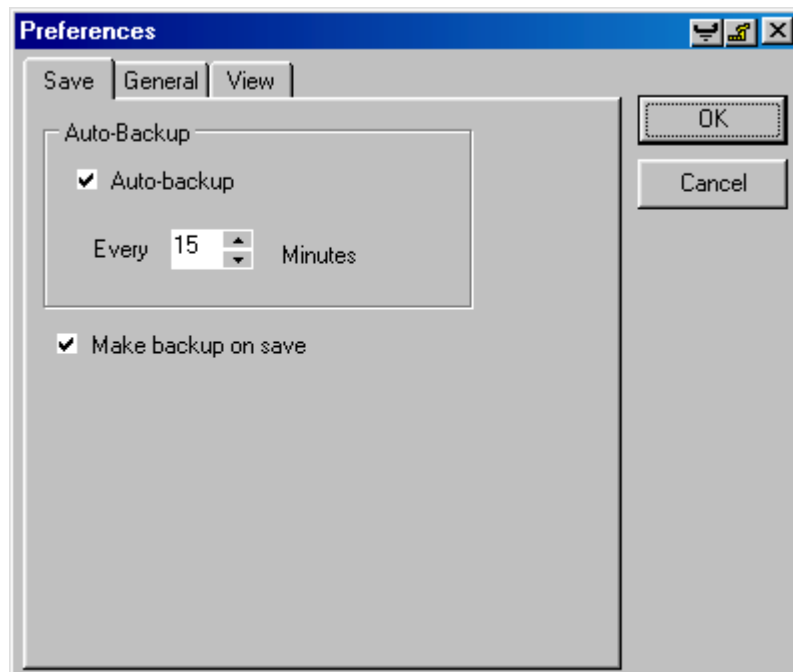 Preferences
Save General View
OK
Auto-Backup
Auto-backup
Cancel
Every 15 Minutes
Make backup on save